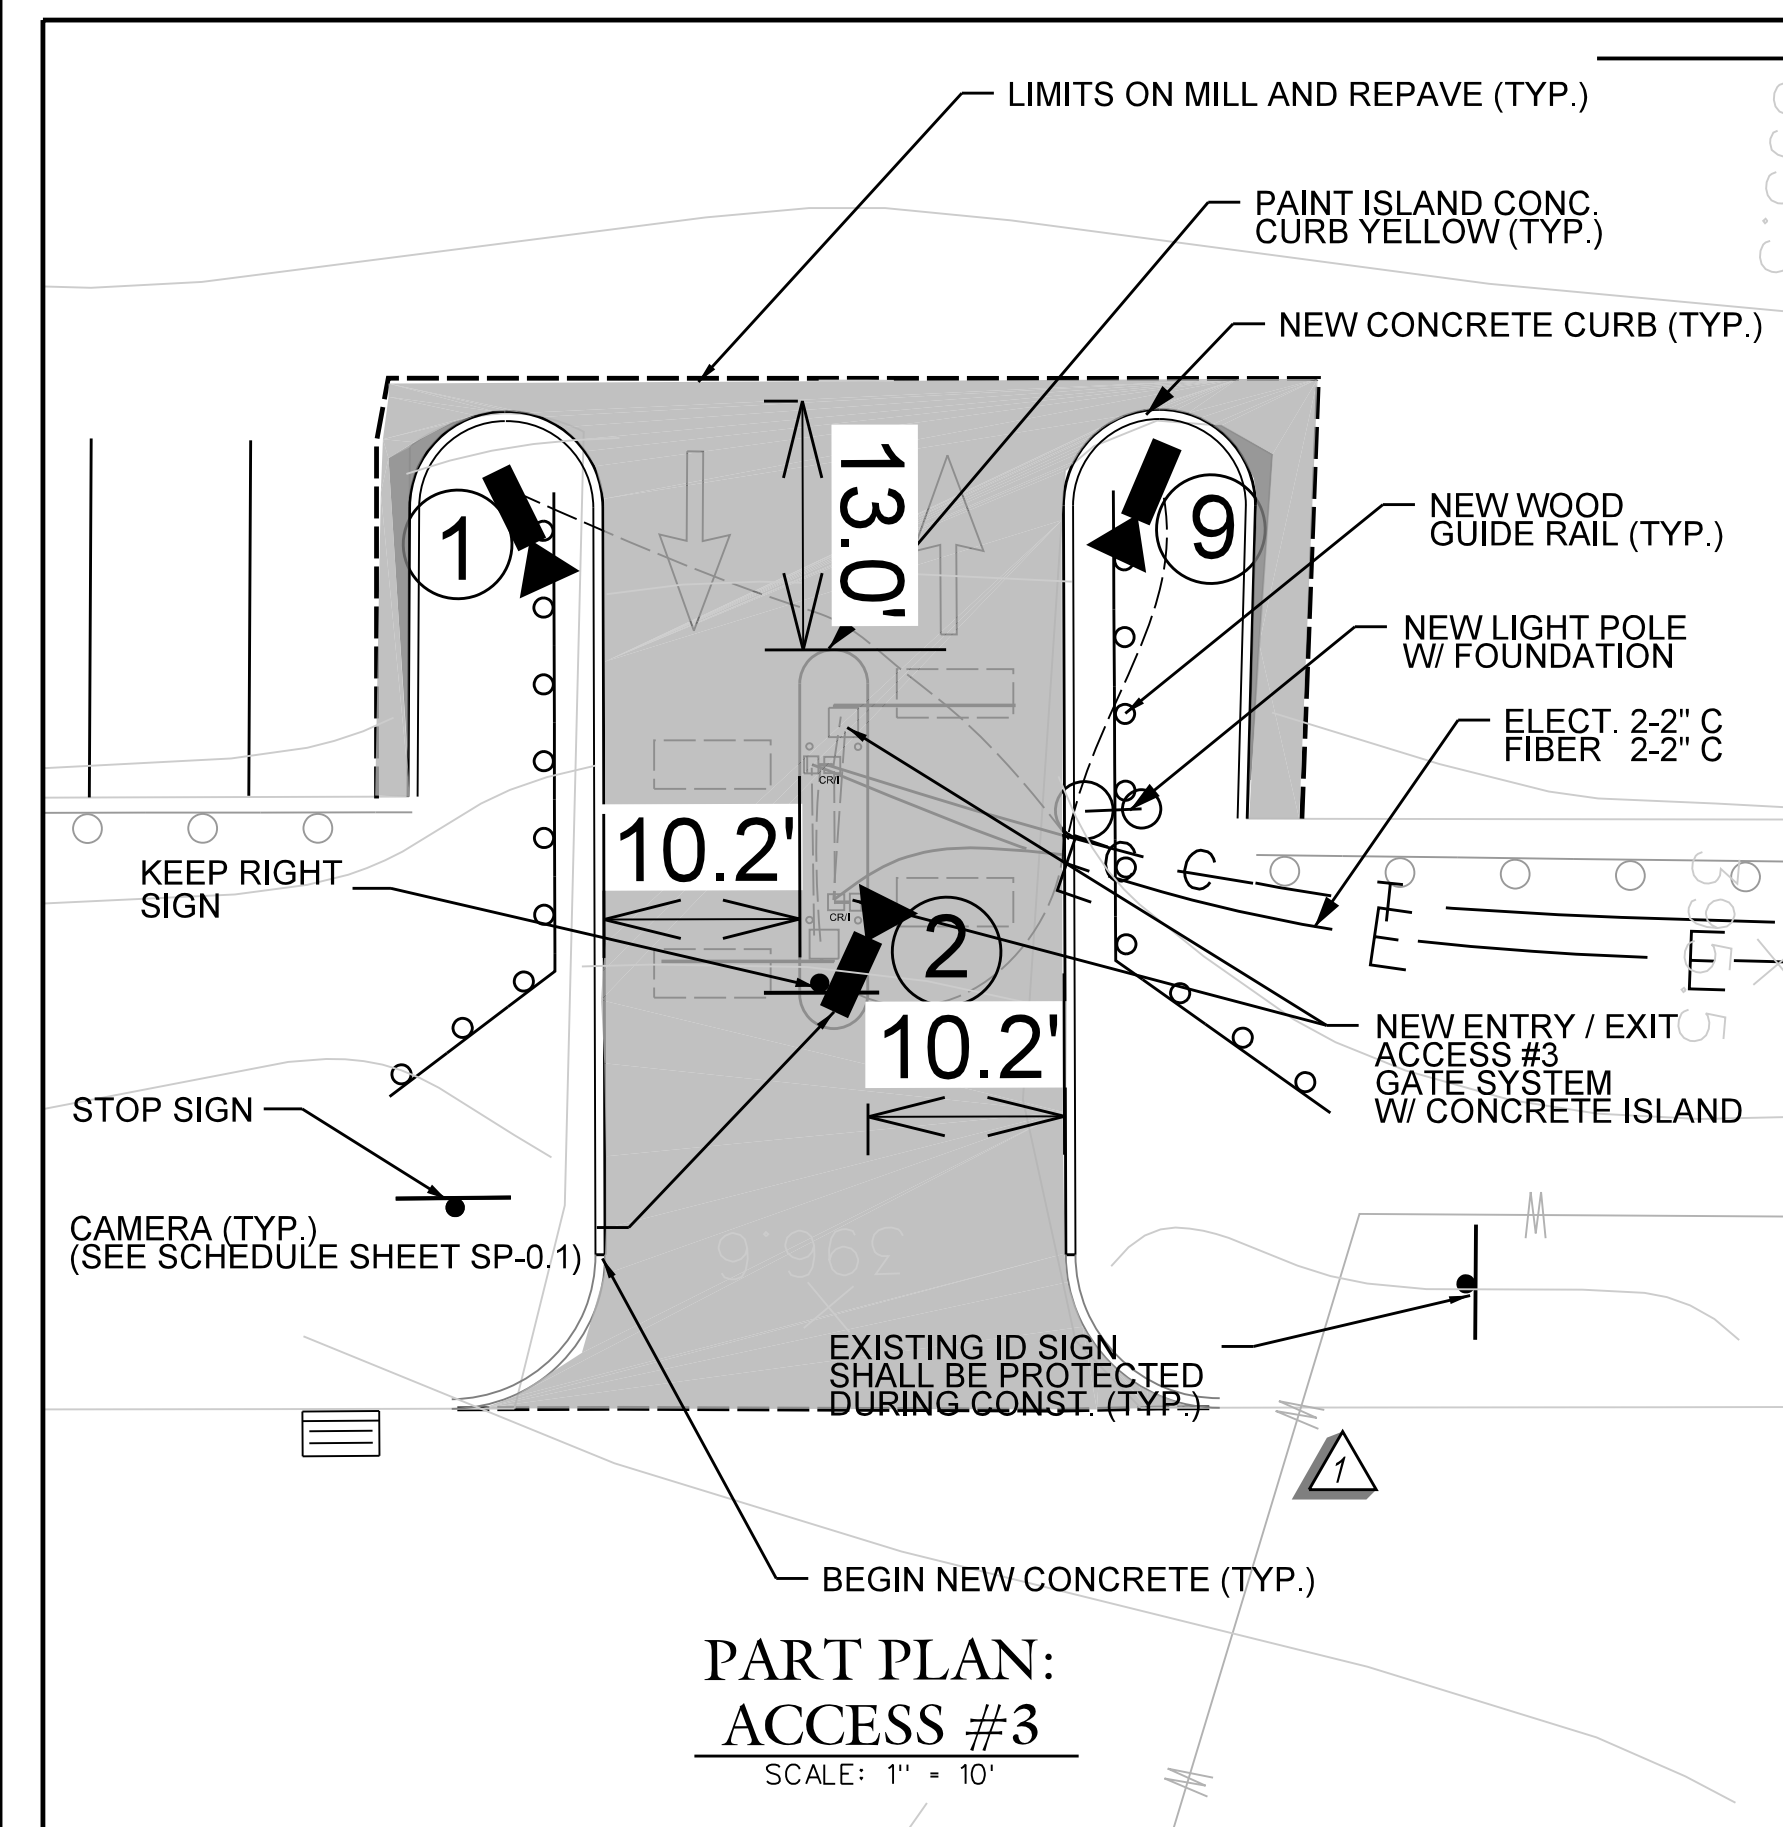 LIMITS ON MILL AND REPAVE (TYP.)
PAINT ISLAND CONC.
CURB YELLOW (TYP.)
NEW CONCRETE CURB (TYP.)
13.0'
1
9
NEW WOOD
GUIDE RAIL (TYP.)
NEW LIGHT POLE
W/ FOUNDATION
ELECT. 2-2" C
FIBER 2-2" C
CR/I
10.2'
KEEP RIGHT
SIGN
C
C
E
E
CR/I
2
395.5
10.2'
NEW ENTRY / EXIT
ACCESS #3
GATE SYSTEM
W/ CONCRETE ISLAND
STOP SIGN
CAMERA (TYP.)
(SEE SCHEDULE SHEET SP-0.1)
396.6
EXISTING ID SIGN
SHALL BE PROTECTED
DURING CONST. (TYP.)
1
BEGIN NEW CONCRETE (TYP.)
PART PLAN:
ACCESS #3
SCALE: 1" = 10'